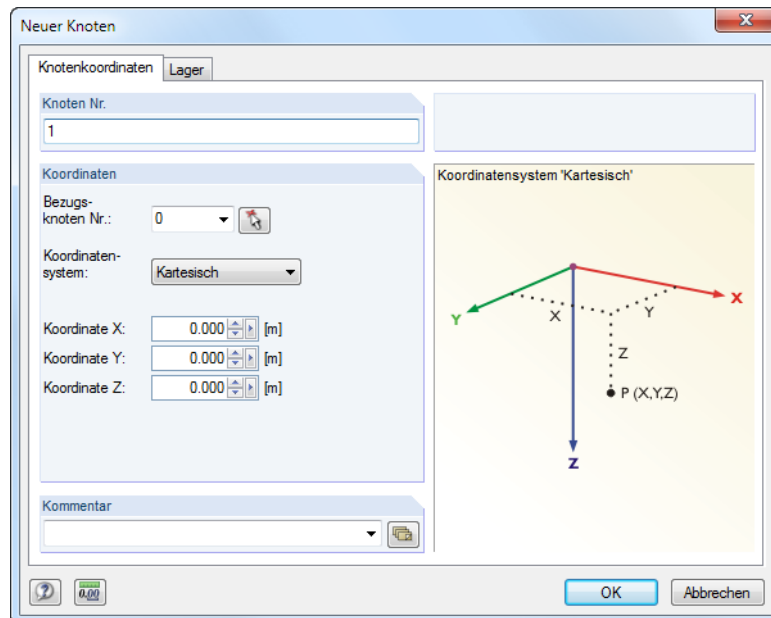 Neuer Knoten
Knotenkoordinaten
Lager
Knoten Nr.
1
Koordinaten
Bezugs-
knoten Nr.: 0
Koordinaten-
system: Kartesisch
Koordinate X: 0.000 [m]
Koordinate Y: 0.000 [m]
Koordinate Z: 0.000 [m]
Kommentar
Koordinatensystem 'Kartesisch'
X
Y
X
Y
Z
P (X,Y,Z)
Z
0.00
OK
Abbrechen